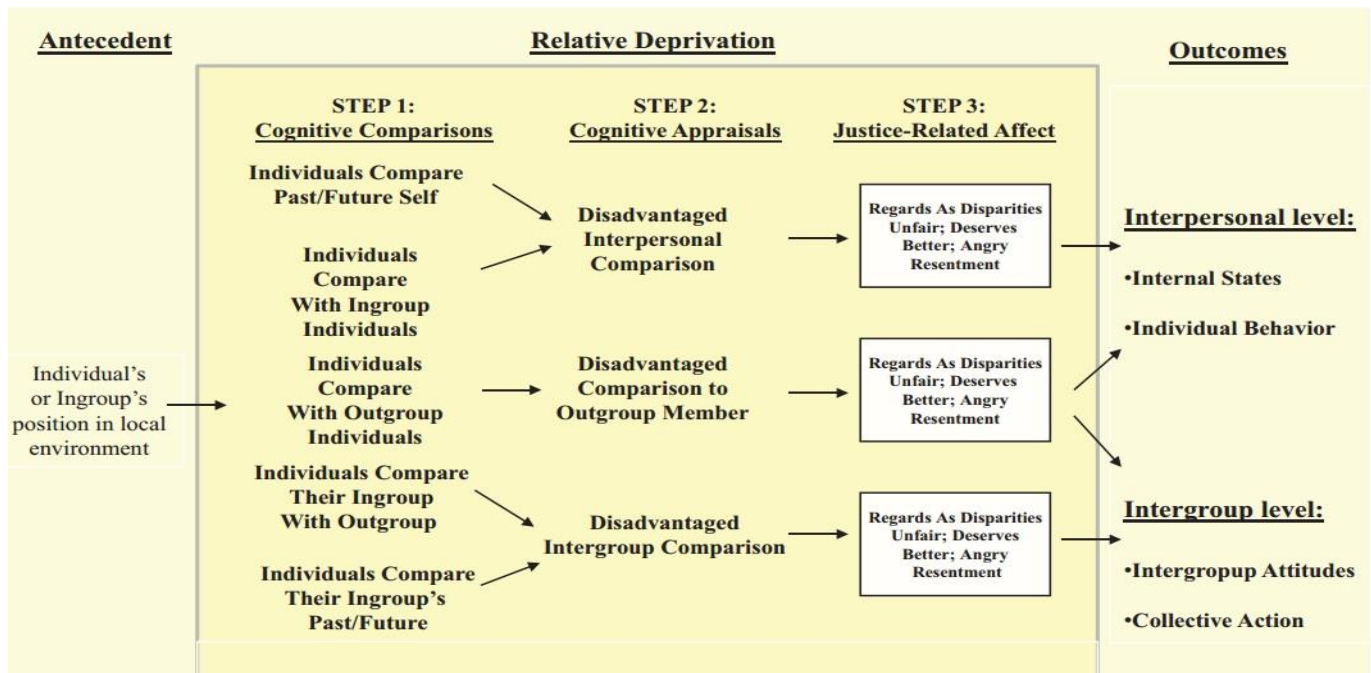 Antecedent
Relative Deprivation
Outcomes
STEP 1:
Cognitive Comparisons
STEP 2:
Cognitive Appraisals
STEP 3:
Justice-Related Affect
Individual's
or Ingroup's
position in local
environment
Individuals Compare
Past/Future Self
Individuals
Compare
With Ingroup
Individuals
Individuals
Compare
With Outgroup
Individuals
Individuals Compare
Their Ingroup
With Outgroup
Individuals Compare
Their Ingroup's
Past/Future
Disadvantaged
Interpersonal
Comparison
Disadvantaged
Comparison to
Outgroup Member
Disadvantaged
Intergroup Comparison
Regards As Disparities
Unfair; Deserves
Better; Angry
Resentment
Regards As Disparities
Unfair; Deserves
Better; Angry
Resentment
Regards As Disparities
Unfair; Deserves
Better; Angry
Resentment
Interpersonal level:
•Internal States
•Individual Behavior
Intergroup level:
•Intergropup Attitudes
•Collective Action